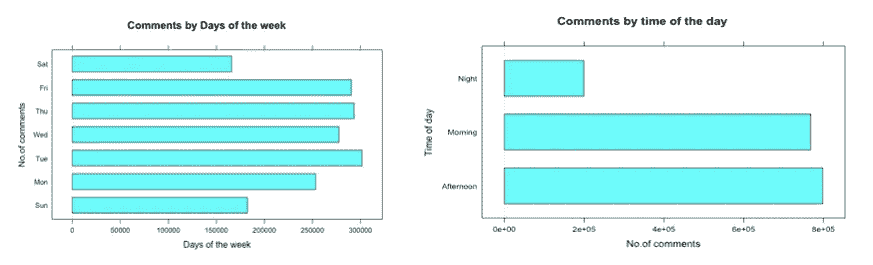 Comments by Days of the week
No.of comments
Sat
Fri
Thu
Wed
Tue
Mon
Sun
0 50000 100000 150000 200000 250000 300000
Days of the week
Comments by time of the day
Time of day
Night
Morning
Afternoon
0e+00 2e+05 4e+05 6e+05 8e+05
No.of comments